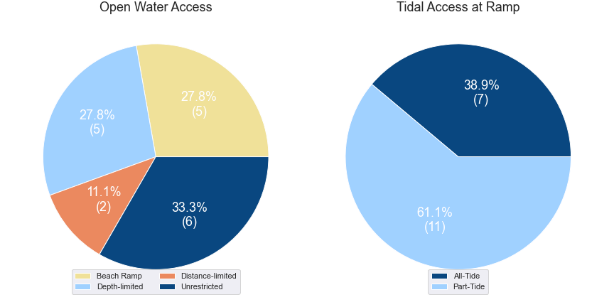 Open Water Access
27.8%
(5)
27.8%
(5)
11.1%
(2)
33.3%
(6)
Beach Ramp
Depth-limited
Distance-limited
Unrestricted
Tidal Access at Ramp
38.9%
(7)
61.1%
(11)
All-Tide
Part-Tide